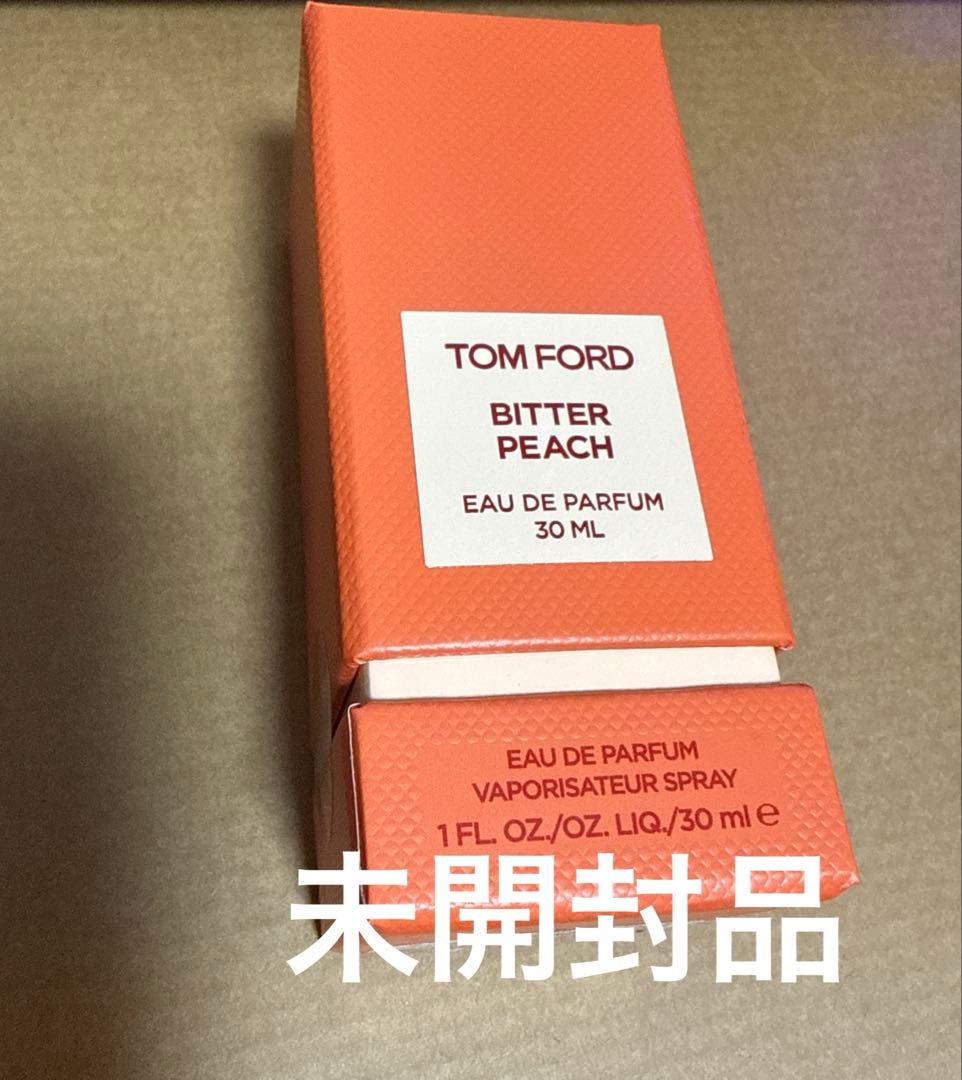 TOM FORD
BITTER
PEACH
EAU DE PARFUM
30 ML
EAU DE PARFUM
VAPORISATEUR SPRAY
1 FL. OZ./OZ. LIQ./30 ml ℮
未開封品